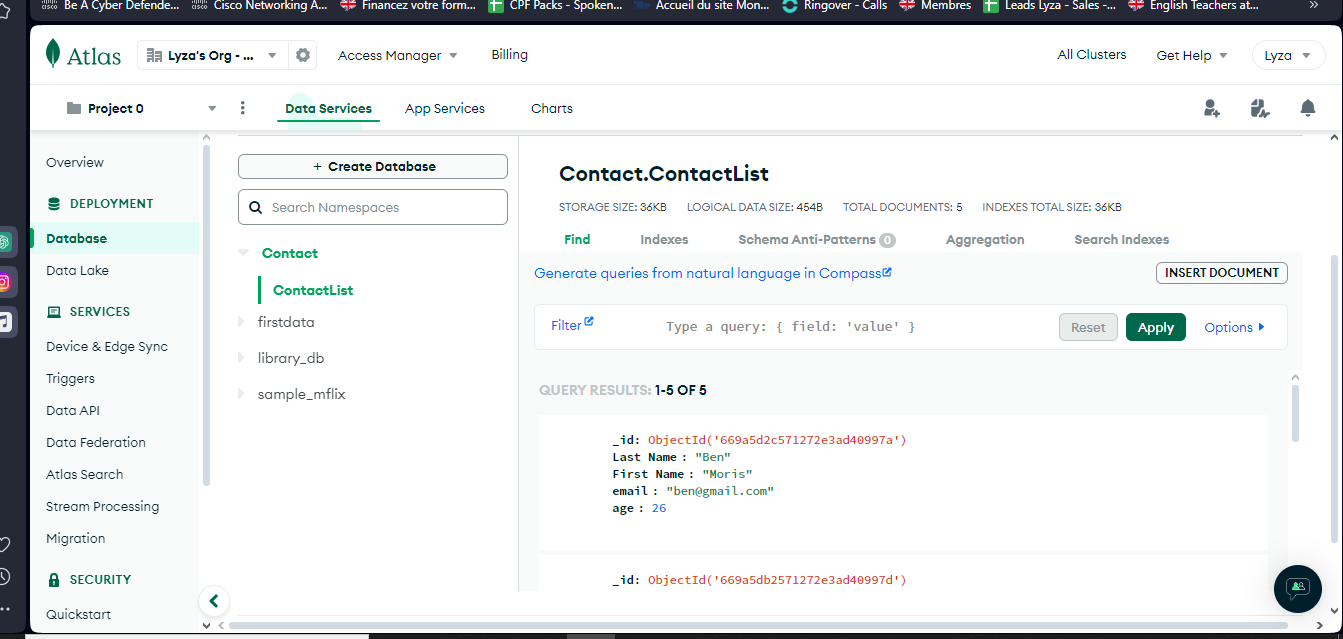 Be A Cyber Defende...
Cisco Networking A...
Financez votre form...
CPF Packs - Spoken...
Accueil du site Mon...
Ringover - Calls
Membres
Leads Lyza - Sales -...
English Teachers at...
»
Atlas
Lyza's Org - ...
Access Manager
Billing
All Clusters
Get Help
Lyza
Project 0
Data Services
App Services
Charts
Overview
DEPLOYMENT
Database
Data Lake
SERVICES
Device & Edge Sync
Triggers
Data API
Data Federation
Atlas Search
Stream Processing
Migration
SECURITY
Quickstart
+ Create Database
Search Namespaces
Contact
ContactList
firstdata
library_db
sample_mflix
Contact.ContactList
STORAGE SIZE: 36KB LOGICAL DATA SIZE: 454B TOTAL DOCUMENTS: 5 INDEXES TOTAL SIZE: 36KB
Find Indexes Schema Anti-Patterns 0 Aggregation Search Indexes
Generate queries from natural language in Compass
INSERT DOCUMENT
Filter
Type a query: { field: 'value' }
Reset
Apply
Options
QUERY RESULTS: 1-5 OF 5
_id: ObjectId('669a5d2c571272e3ad40997a')
Last Name : "Ben"
First Name : "Moris"
email : "ben@gmail.com"
age : 26
_id: ObjectId('669a5db2571272e3ad40997d')